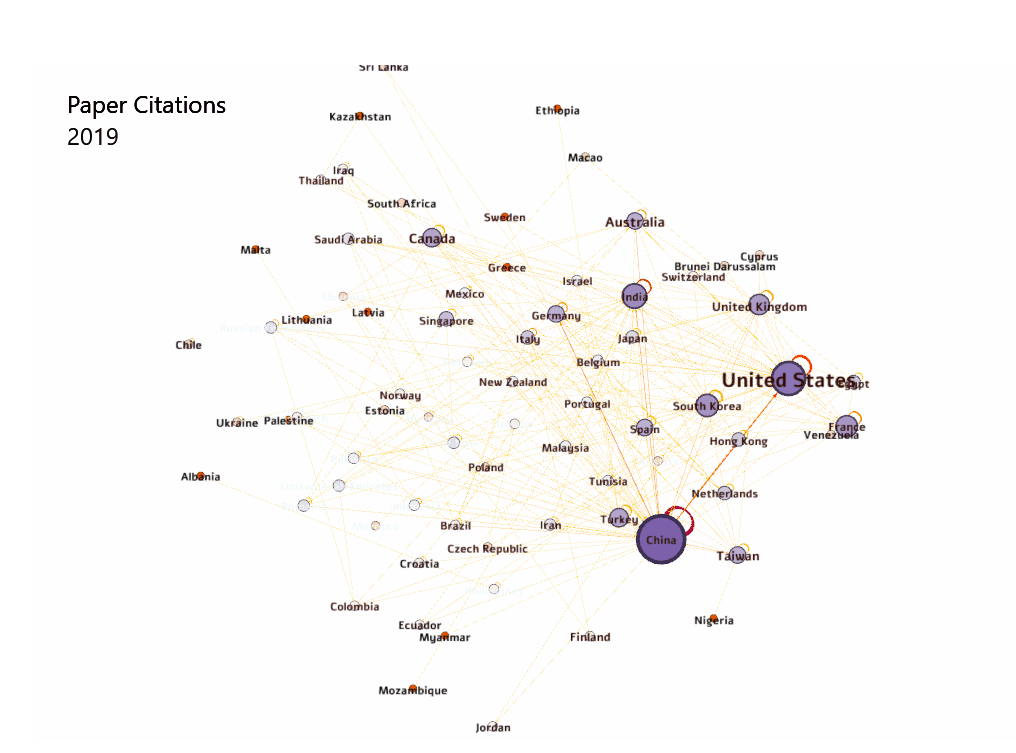 Sri Lanka
Paper Citations
2019
Ethiopia
Kazakhstan
Macao
Iraq
Thailand
South Africa
Sweden
Australia
Saudi Arabia
Canada
Malta
Cyprus
Greece
Brunei Darussalam
Switzerland
Israel
Mexico
India
United Kingdom
Latvia
Germany
Lithuania
Singapore
Italy
Japan
Chile
Belgium
United States
Egypt
New Zealand
Norway
Portugal
South Korea
Estonia
Palestine
Ukraine
France
Spain
Venezuela
Hong Kong
Malaysia
Poland
Albania
Tunisia
Netherlands
Turkey
Brazil
Iran
China
Czech Republic
Taiwan
Croatia
Colombia
Nigeria
Ecuador
Myanmar
Finland
Mozambique
Jordan